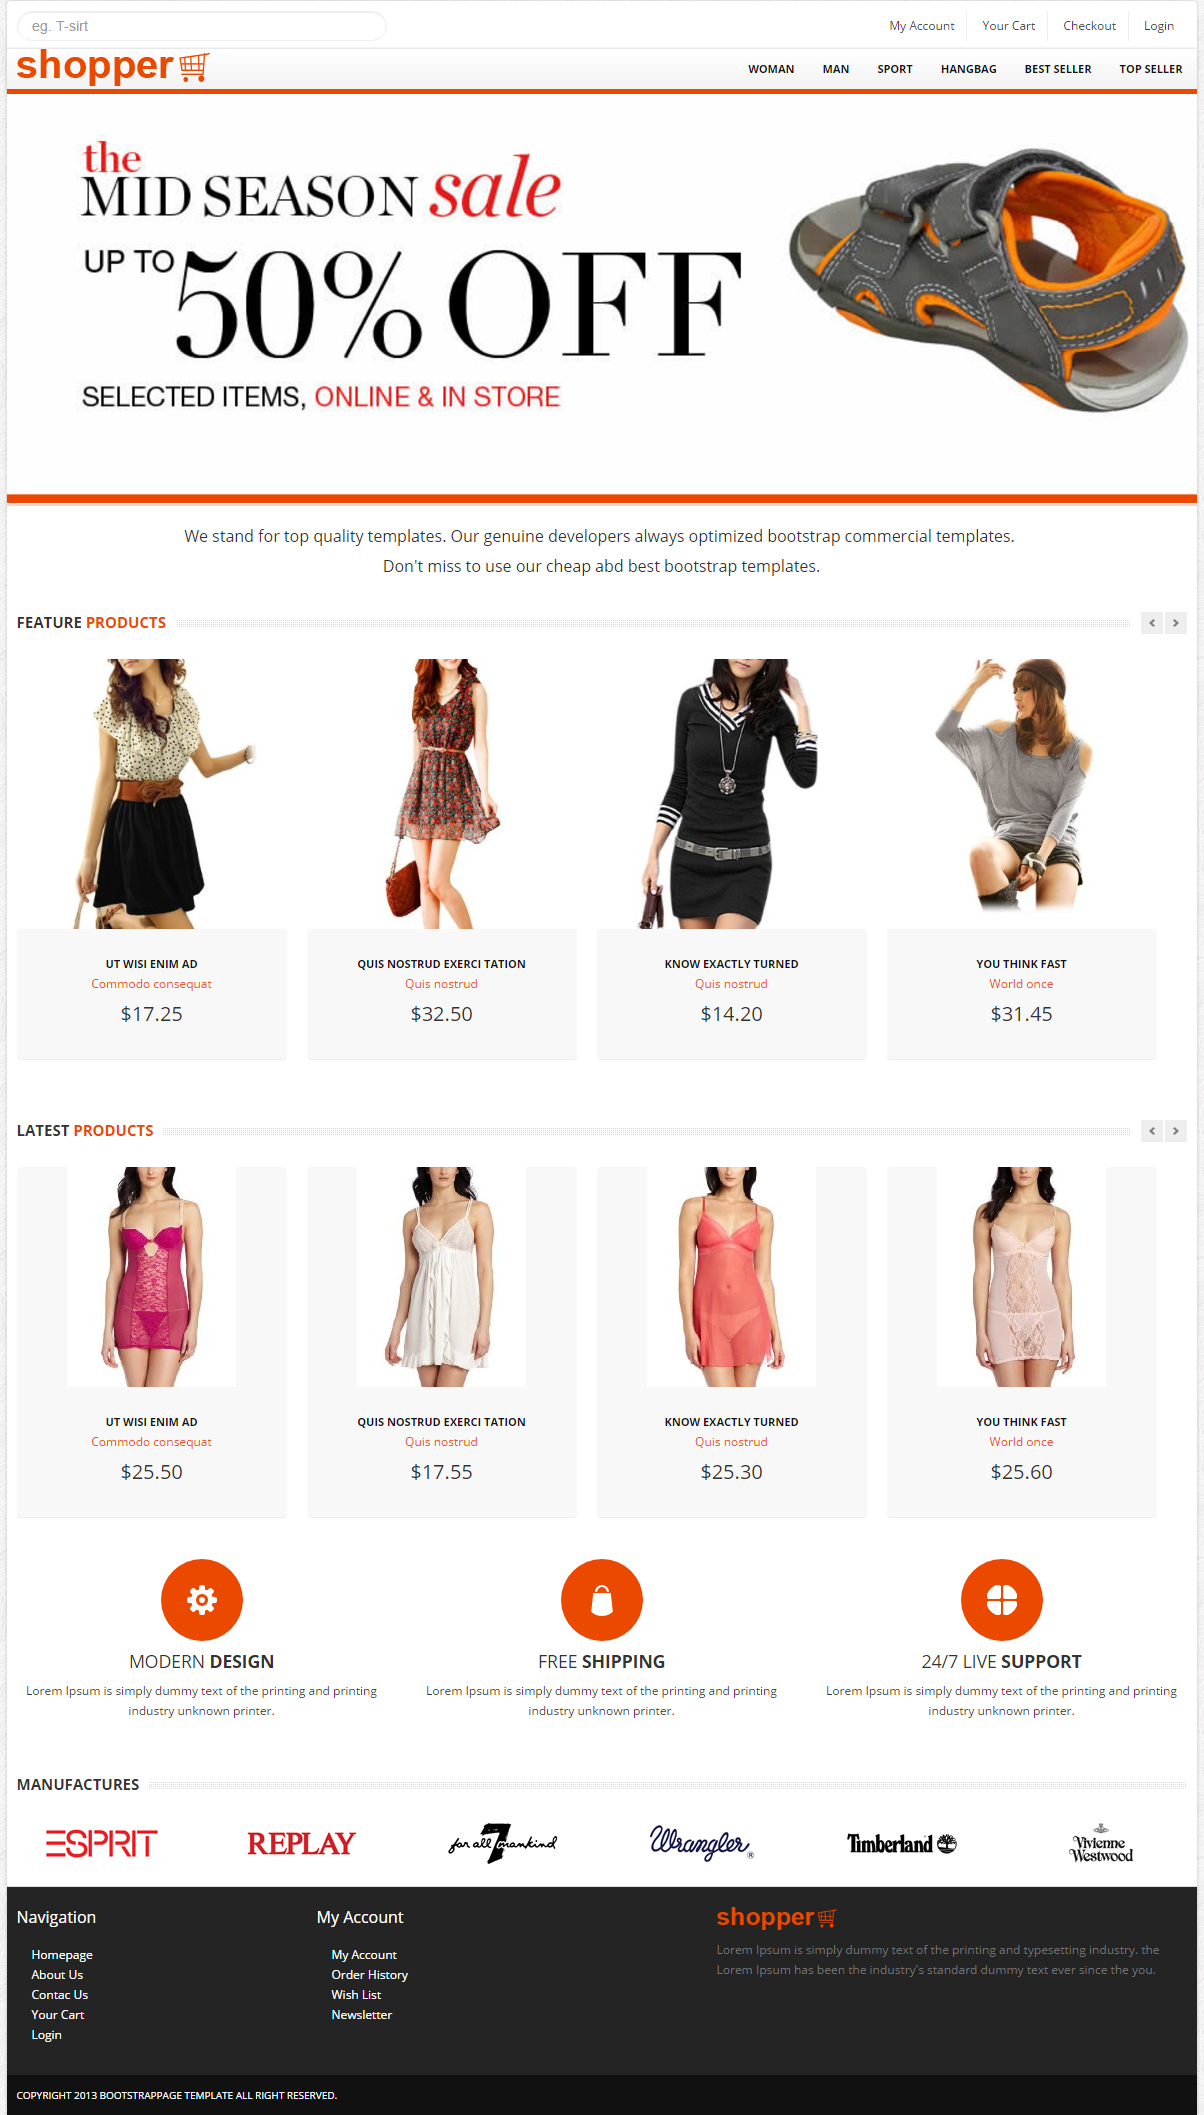 eg. T-sirt
My Account Your Cart Checkout Login
shopper
WOMAN MAN SPORT HANGBAG BEST SELLER TOP SELLER
the
MID SEASON sale
UP TO 50% OFF
SELECTED ITEMS, ONLINE & IN STORE
We stand for top quality templates. Our genuine developers always optimized bootstrap commercial templates.
Don't miss to use our cheap abd best bootstrap templates.
FEATURE PRODUCTS
UT WISI ENIM AD
Commodo consequat
$17.25
QUIS NOSTRUD EXERCI TATION
Quis nostrud
$32.50
KNOW EXACTLY TURNED
Quis nostrud
$14.20
YOU THINK FAST
World once
$31.45
LATEST PRODUCTS
UT WISI ENIM AD
Commodo consequat
$25.50
QUIS NOSTRUD EXERCI TATION
Quis nostrud
$17.55
KNOW EXACTLY TURNED
Quis nostrud
$25.30
YOU THINK FAST
World once
$25.60
MODERN DESIGN
Lorem Ipsum is simply dummy text of the printing and printing
industry unknown printer.
FREE SHIPPING
Lorem Ipsum is simply dummy text of the printing and printing
industry unknown printer.
24/7 LIVE SUPPORT
Lorem Ipsum is simply dummy text of the printing and printing
industry unknown printer.
MANUFACTURES
ESPRIT
REPLAY
for all 7 mankind
Wrangler®
Timberland
Vivienne
Westwood
Navigation
Homepage
About Us
Contac Us
Your Cart
Login
My Account
My Account
Order History
Wish List
Newsletter
shopper
Lorem Ipsum is simply dummy text of the printing and typesetting industry. the
Lorem Ipsum has been the industry's standard dummy text ever since the you.
COPYRIGHT 2013 BOOTSTRAPPAGE TEMPLATE ALL RIGHT RESERVED.